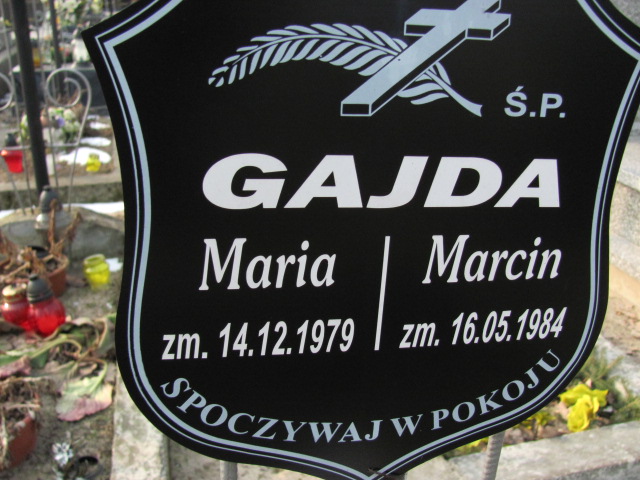 Ś.P.
GAJDA
Maria | Marcin
zm. 14.12.1979 | zm. 16.05.1984
SPOCZYWAJ W POKOJU